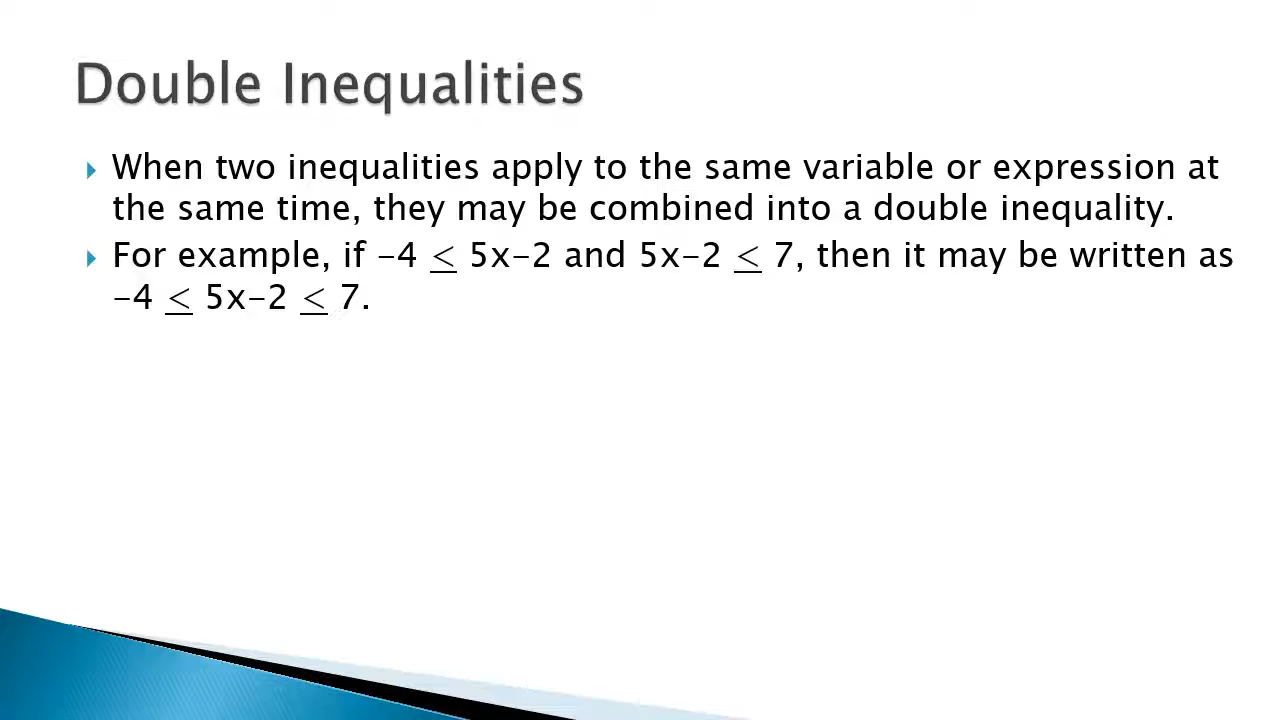 Double Inequalities
When two inequalities apply to the same variable or expression at
the same time, they may be combined into a double inequality.
For example, if -4 ≤ 5x-2 and 5x-2 ≤ 7, then it may be written as
-4 ≤ 5x-2 ≤ 7.